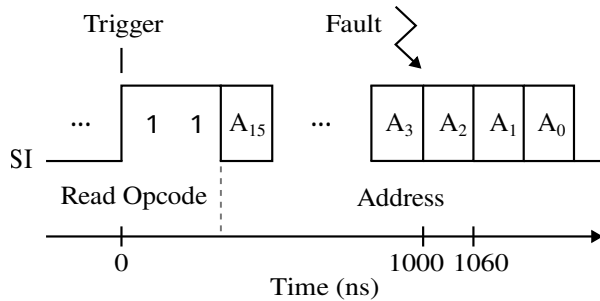 Trigger Fault
... 1 1 A₁₅ ... A₃ A₂ A₁ A₀
SI
Read Opcode Address
0 1000 1060
Time (ns)